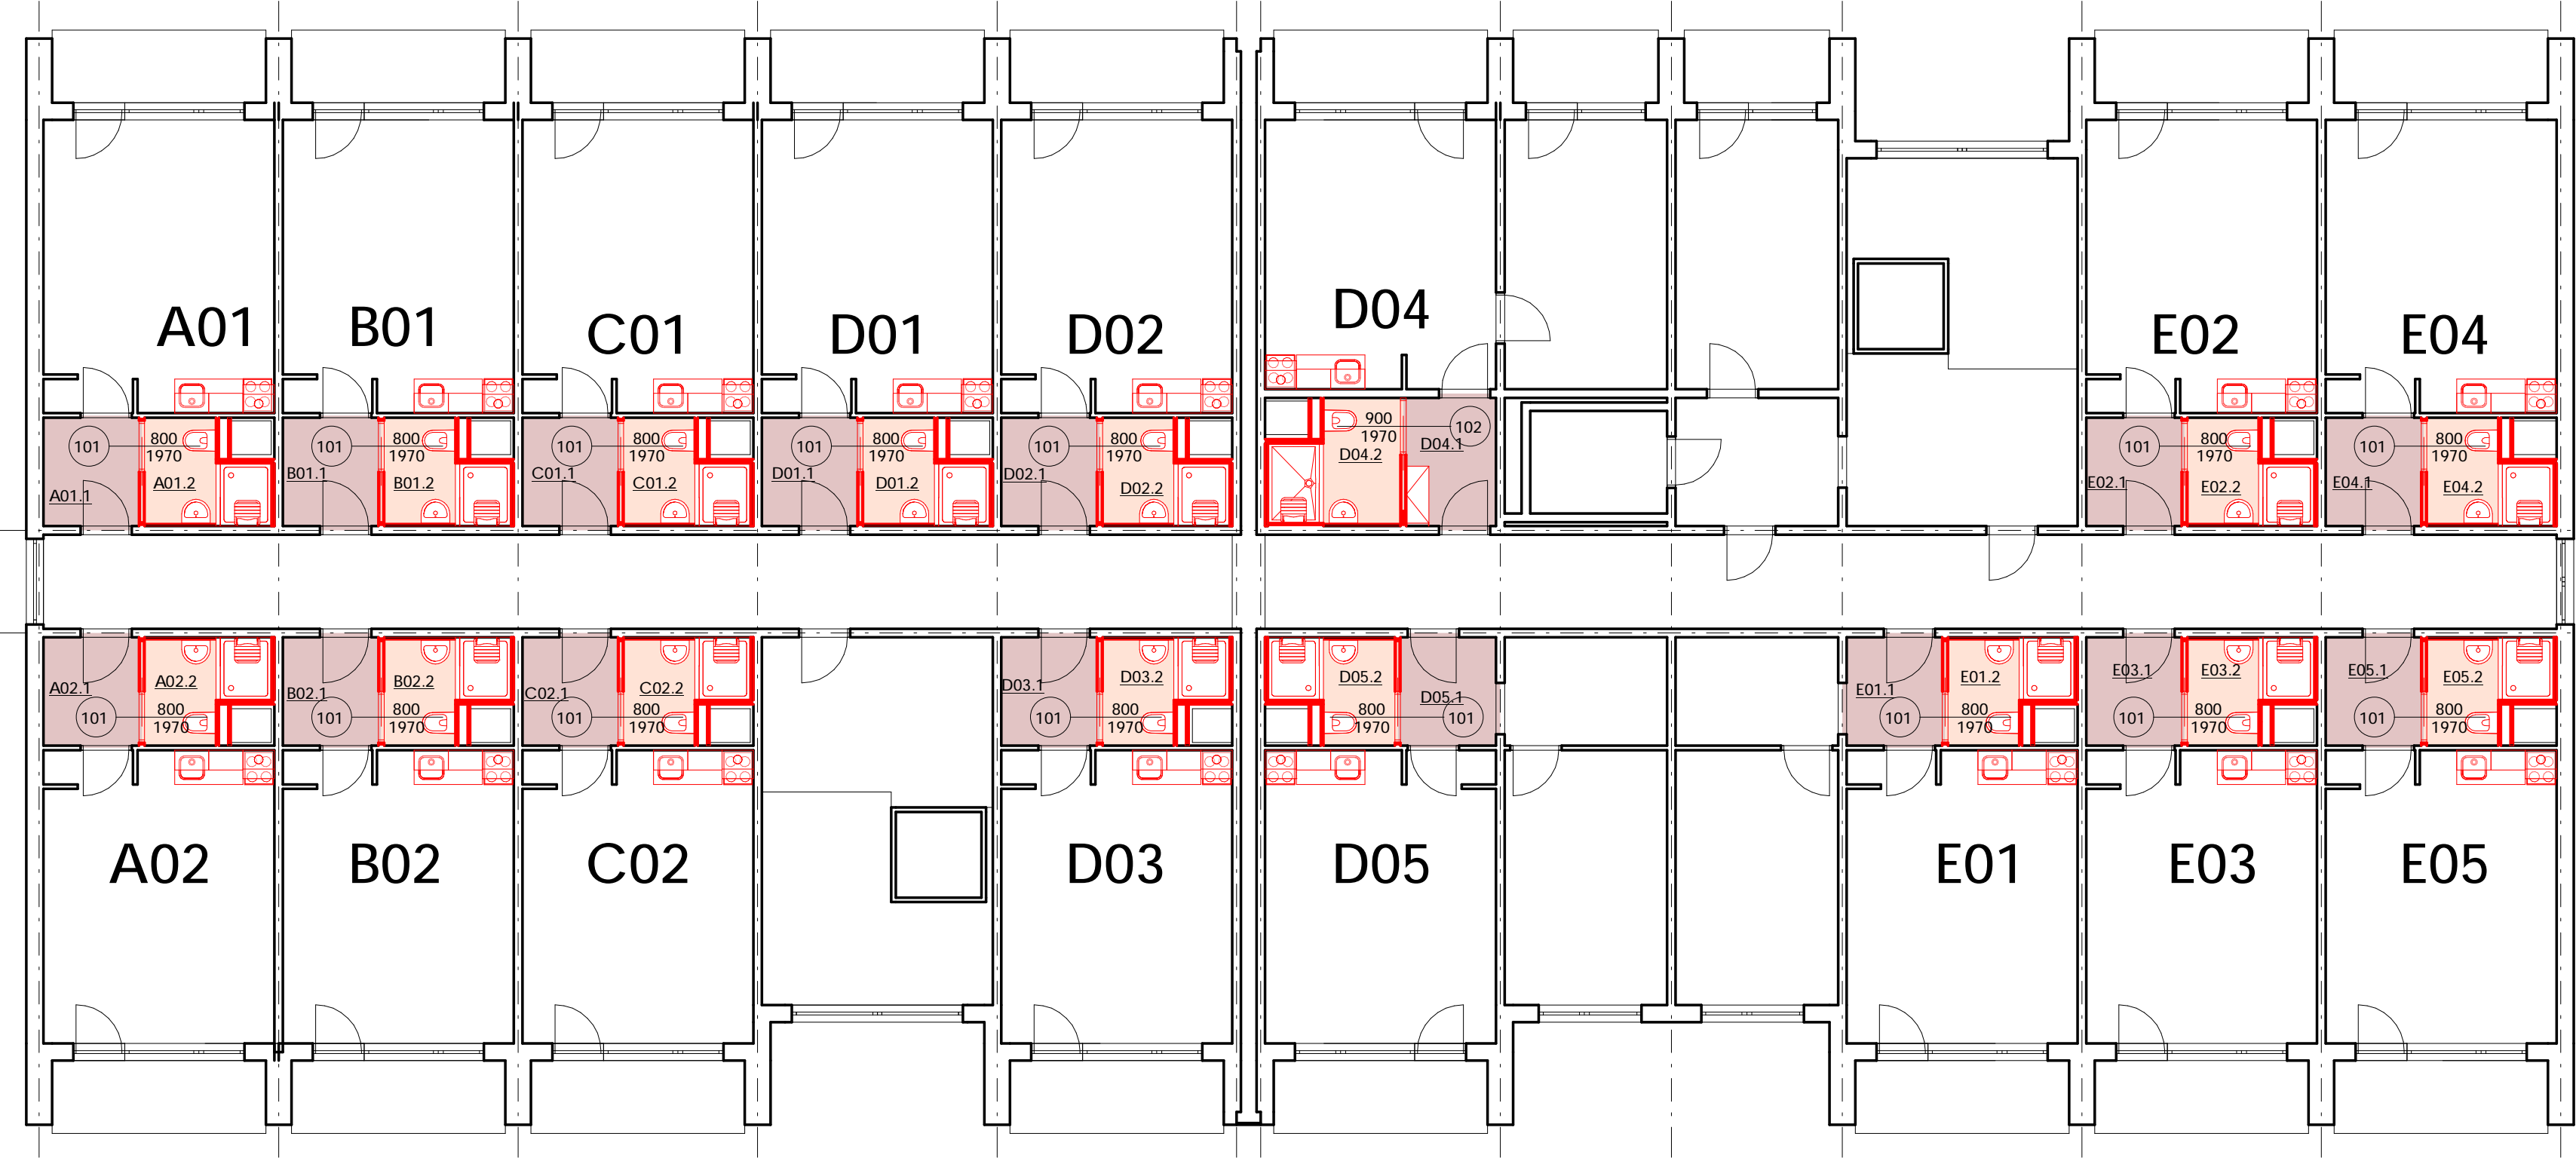 A01
B01
C01
D01
D02
D04
E02
E04
101
800
1970
A01.1
A01.2
101
800
1970
B01.1
B01.2
101
800
1970
C01.1
C01.2
101
800
1970
D01.1
D01.2
101
800
1970
D02.1
D02.2
900
1970
102
D04.1
D04.2
101
800
1970
E02.1
E02.2
101
800
1970
E04.1
E04.2
A02.1
A02.2
101
800
1970
B02.1
B02.2
101
800
1970
C02.1
C02.2
101
800
1970
D03.1
D03.2
101
800
1970
D05.2
D05.1
800
1970
101
E01.1
E01.2
101
800
1970
E03.1
E03.2
101
800
1970
E05.1
E05.2
101
800
1970
A02
B02
C02
D03
D05
E01
E03
E05